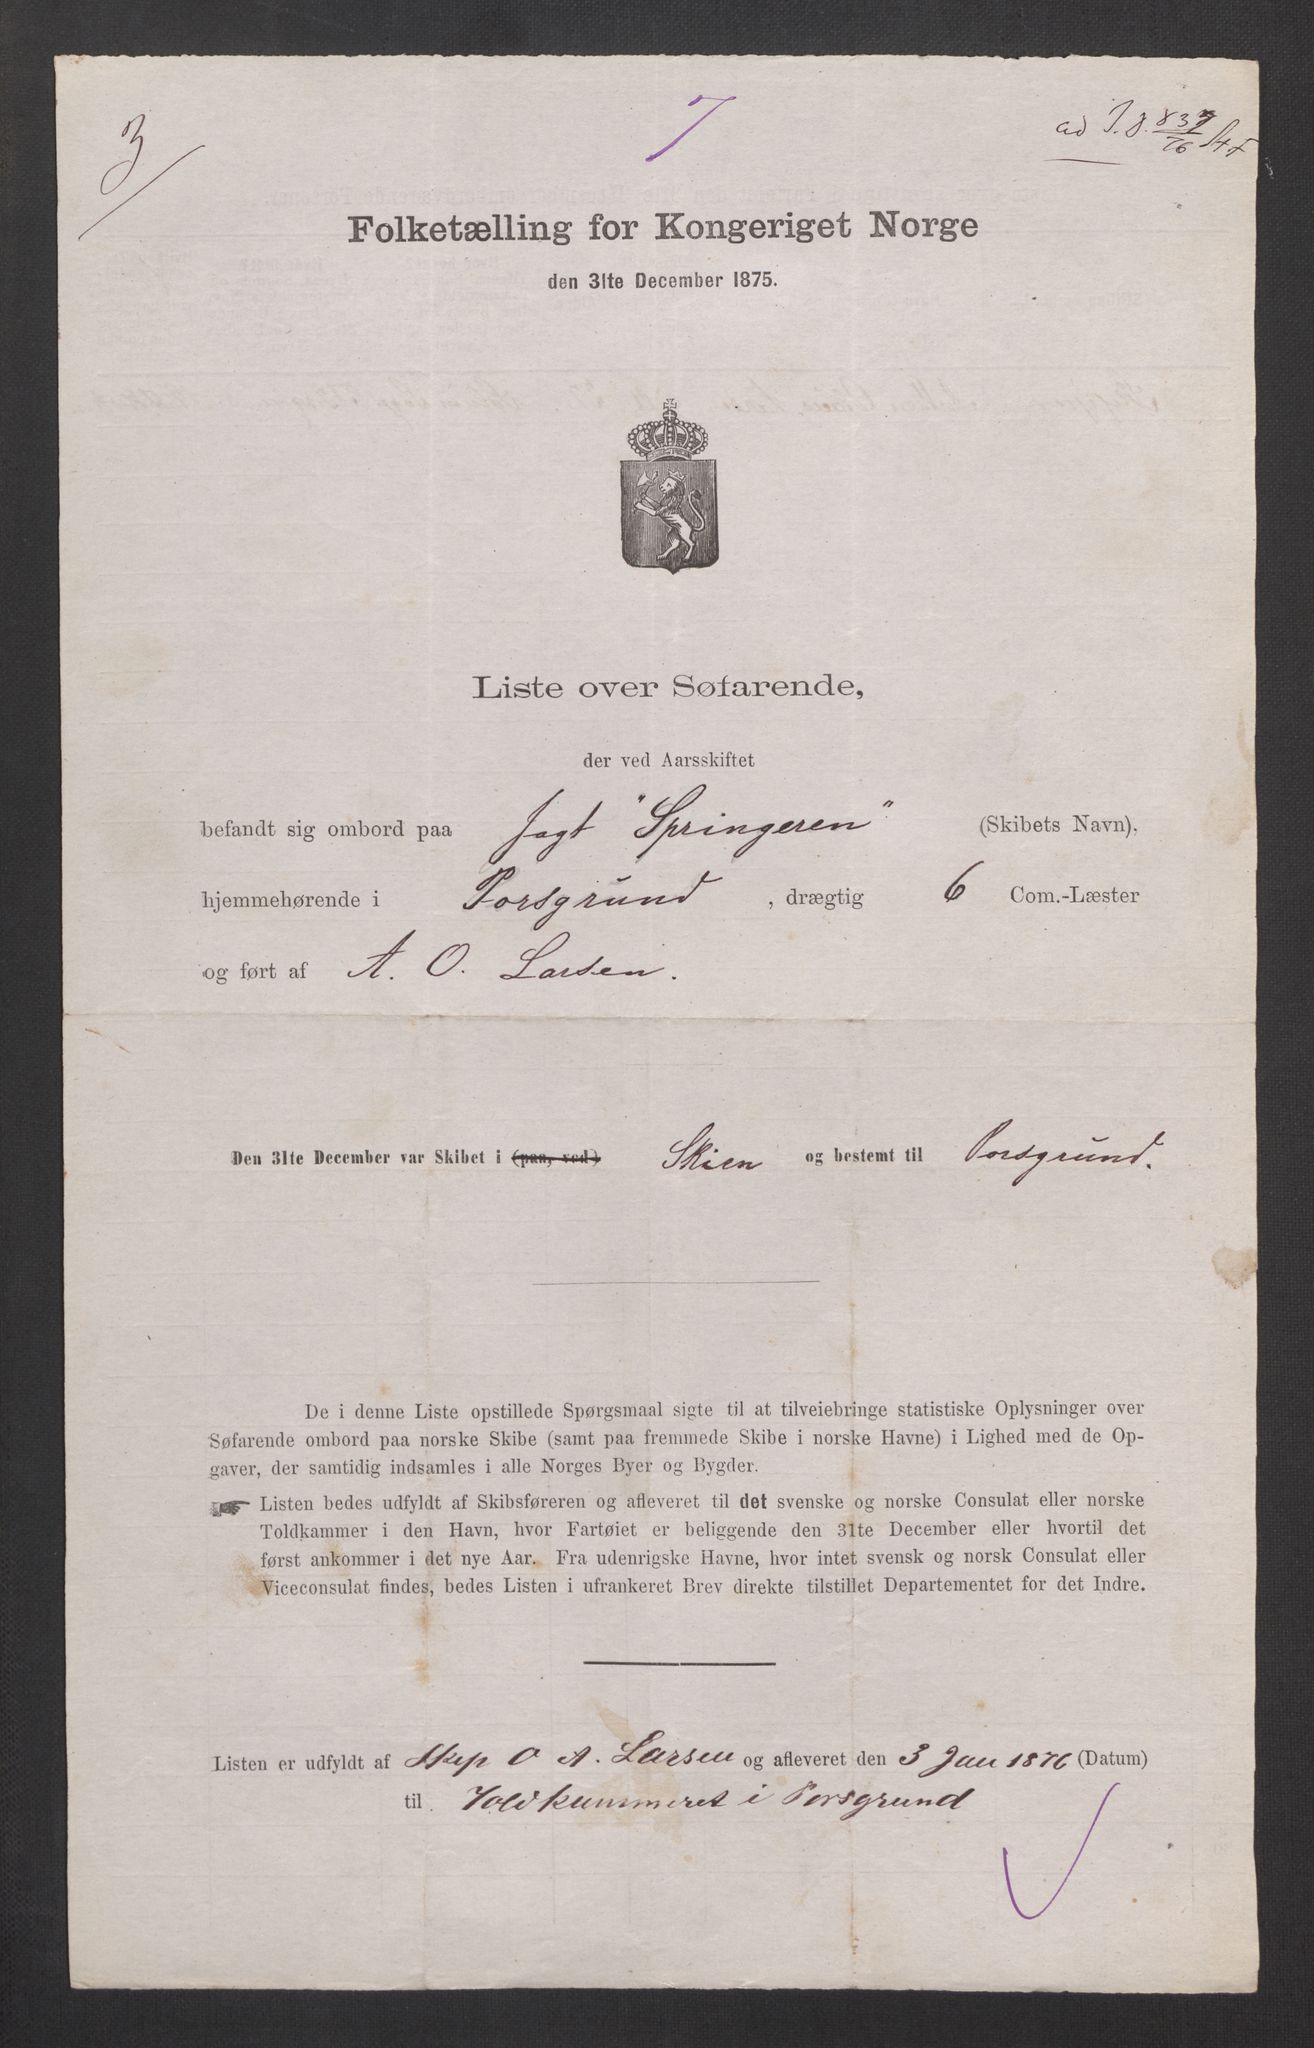 3
7
ad J. 
Folketælling for Kongeriget Norge
den 31te December 1875.
Liste over Søfarende,
der ved Aarsskiftet
befandt sig ombord paa Jagt "Springeren" (Skibets Navn),
hjemmehørende i Porsgrund, drægtig 6 Com.-Læster
og ført af A. O. Larsen.
Den 31te December var Skibet i (paa, ved) Skien og bestemt til Porsgrund.
De i denne Liste opstillede Spørgsmaal sigte til at tilveiebringe statistiske Oplysninger over
Søfarende ombord paa norske Skibe (samt paa fremmede Skibe i norske Havne) i Lighed med de Op-
gaver, der samtidig indsamles i alle Norges Byer og Bygder.
Listen bedes udfyldt af Skibsføreren og afleveret til det svenske og norske Consulat eller norske
Toldkammer i den Havn, hvor Fartøiet er beliggende den 31te December eller hvortil det
først ankommer i det nye Aar. Fra udenrigske Havne, hvor intet svensk og norsk Consulat eller
Viceconsulat findes, bedes Listen i ufrankeret Brev direkte tilstillet Departementet for det Indre.
Listen er udfyldt af Skip O A. Larsen og afleveret den 3 Jan 1876 (Datum)
til Toldkammeret i Porsgrund